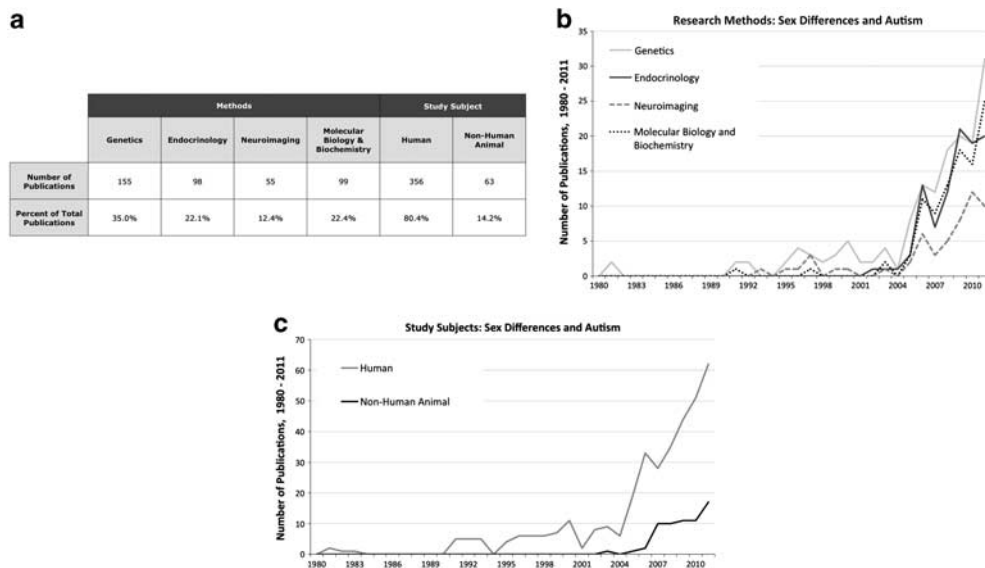 a
Methods Study Subject
Genetics Endocrinology Neuroimaging Molecular Biology & Biochemistry Human Non-Human Animal
Number of Publications 155 98 55 99 356 63
Percent of Total Publications 35.0% 22.1% 12.4% 22.4% 80.4% 14.2%
b
Research Methods: Sex Differences and Autism
Number of Publications, 1980 - 2011
35
30
25
20
15
10
5
0
Genetics
Endocrinology
Neuroimaging
Molecular Biology and
Biochemistry
1980 1983 1986 1989 1992 1995 1998 2001 2004 2007 2010
c
Study Subjects: Sex Differences and Autism
Number of Publications, 1980 - 2011
70
60
50
40
30
20
10
0
Human
Non-Human Animal
1980 1983 1986 1989 1992 1995 1998 2001 2004 2007 2010